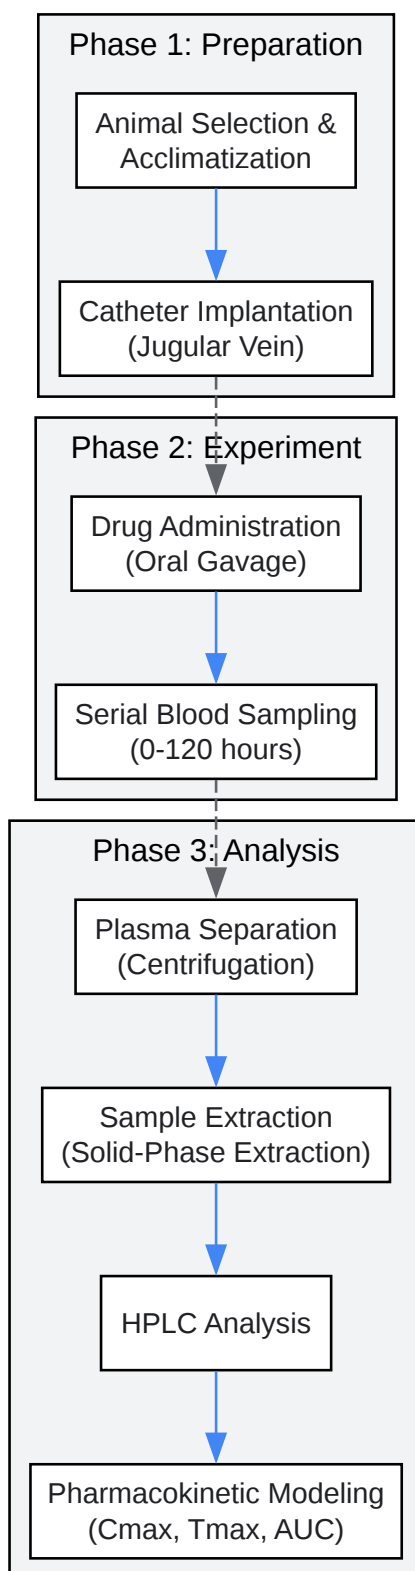 Phase 1: Preparation
Animal Selection &
Acclimatization
Catheter Implantation
(Jugular Vein)
Phase 2: Experiment
Drug Administration
(Oral Gavage)
Serial Blood Sampling
(0-120 hours)
Phase 3: Analysis
Plasma Separation
(Centrifugation)
Sample Extraction
(Solid-Phase Extraction)
HPLC Analysis
Pharmacokinetic Modeling
(Cmax, Tmax, AUC)